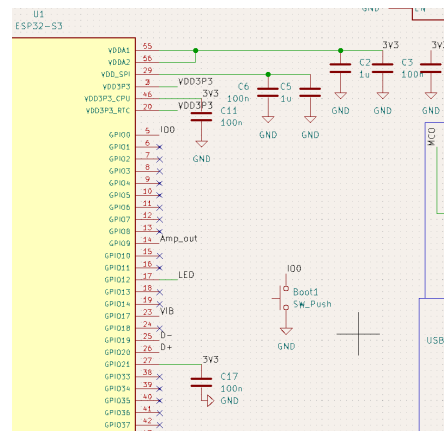 GND
EN
U1
ESP32-S3
VDDA1 55
VDDA2 56
VDD_SPI 29
VDD3P3 2 VDD3P3
VDD3P3_CPU 46 3V3
VDD3P3_RTC 20 VDD3P3
GPIO0 5 IO0
GPIO1 6
GPIO2 7
GPIO3 8
GPIO4 9
GPIO5 10
GPIO6 11
GPIO7 12
GPIO8 13
GPIO9 14 Amp_out
GPIO10 15
GPIO11 16
GPIO12 17 LED
GPIO13 18
GPIO14 19
GPIO17 23 VIB
GPIO18 24
GPIO19 25 D-
GPIO20 26 D+
GPIO21 27 3V3
GPIO33 38
GPIO34 39
GPIO35 40
GPIO36 41
GPIO37 42
C11
100n
GND
C6
100n
GND
C5
1u
GND
C2
1u
GND
3V3
C3
100n
GND
3V3
GND
MCO
IO0
Boot1
SW_Push
GND
USB
C17
100n
GND